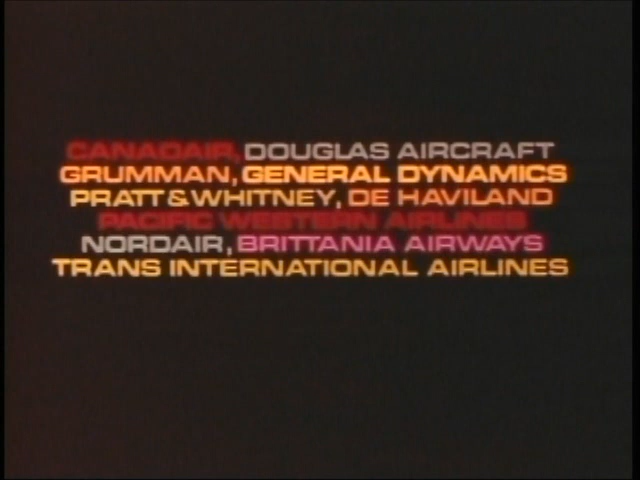 CANADAIR, DOUGLAS AIRCRAFT
GRUMMAN, GENERAL DYNAMICS
PRATT & WHITNEY, DE HAVILAND
PACIFIC WESTERN AIRLINES
NORDAIR, BRITTANIA AIRWAYS
TRANS INTERNATIONAL AIRLINES